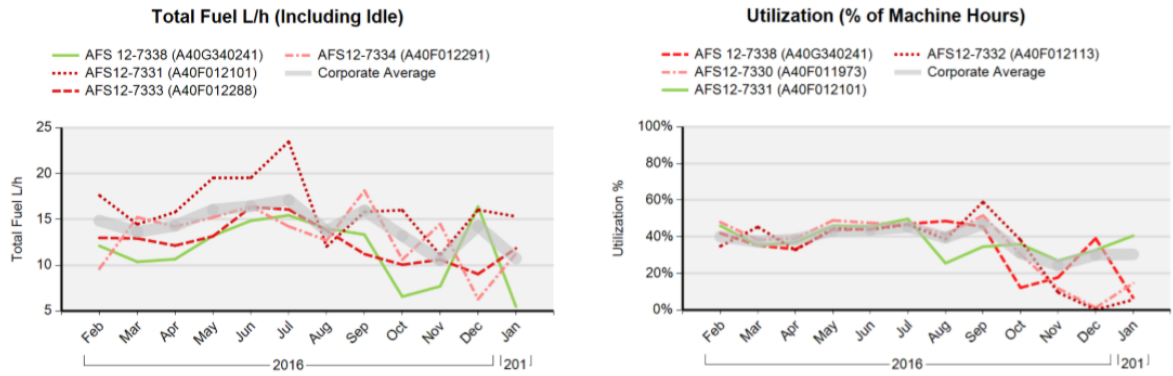 Total Fuel L/h (Including Idle)
AFS 12-7338 (A40G340241)
AFS12-7334 (A40F012291)
AFS12-7331 (A40F012101)
Corporate Average
AFS12-7333 (A40F012288)
Total Fuel L/h
25
20
15
10
5
Feb
Mar
Apr
May
Jun
Jul
Aug
Sep
Oct
Nov
Dec
Jan
2016
201
Utilization (% of Machine Hours)
AFS 12-7338 (A40G340241)
AFS12-7332 (A40F012113)
AFS12-7330 (A40F011973)
Corporate Average
AFS12-7331 (A40F012101)
Utilization %
100%
80%
60%
40%
20%
0%
Feb
Mar
Apr
May
Jun
Jul
Aug
Sep
Oct
Nov
Dec
Jan
2016
201